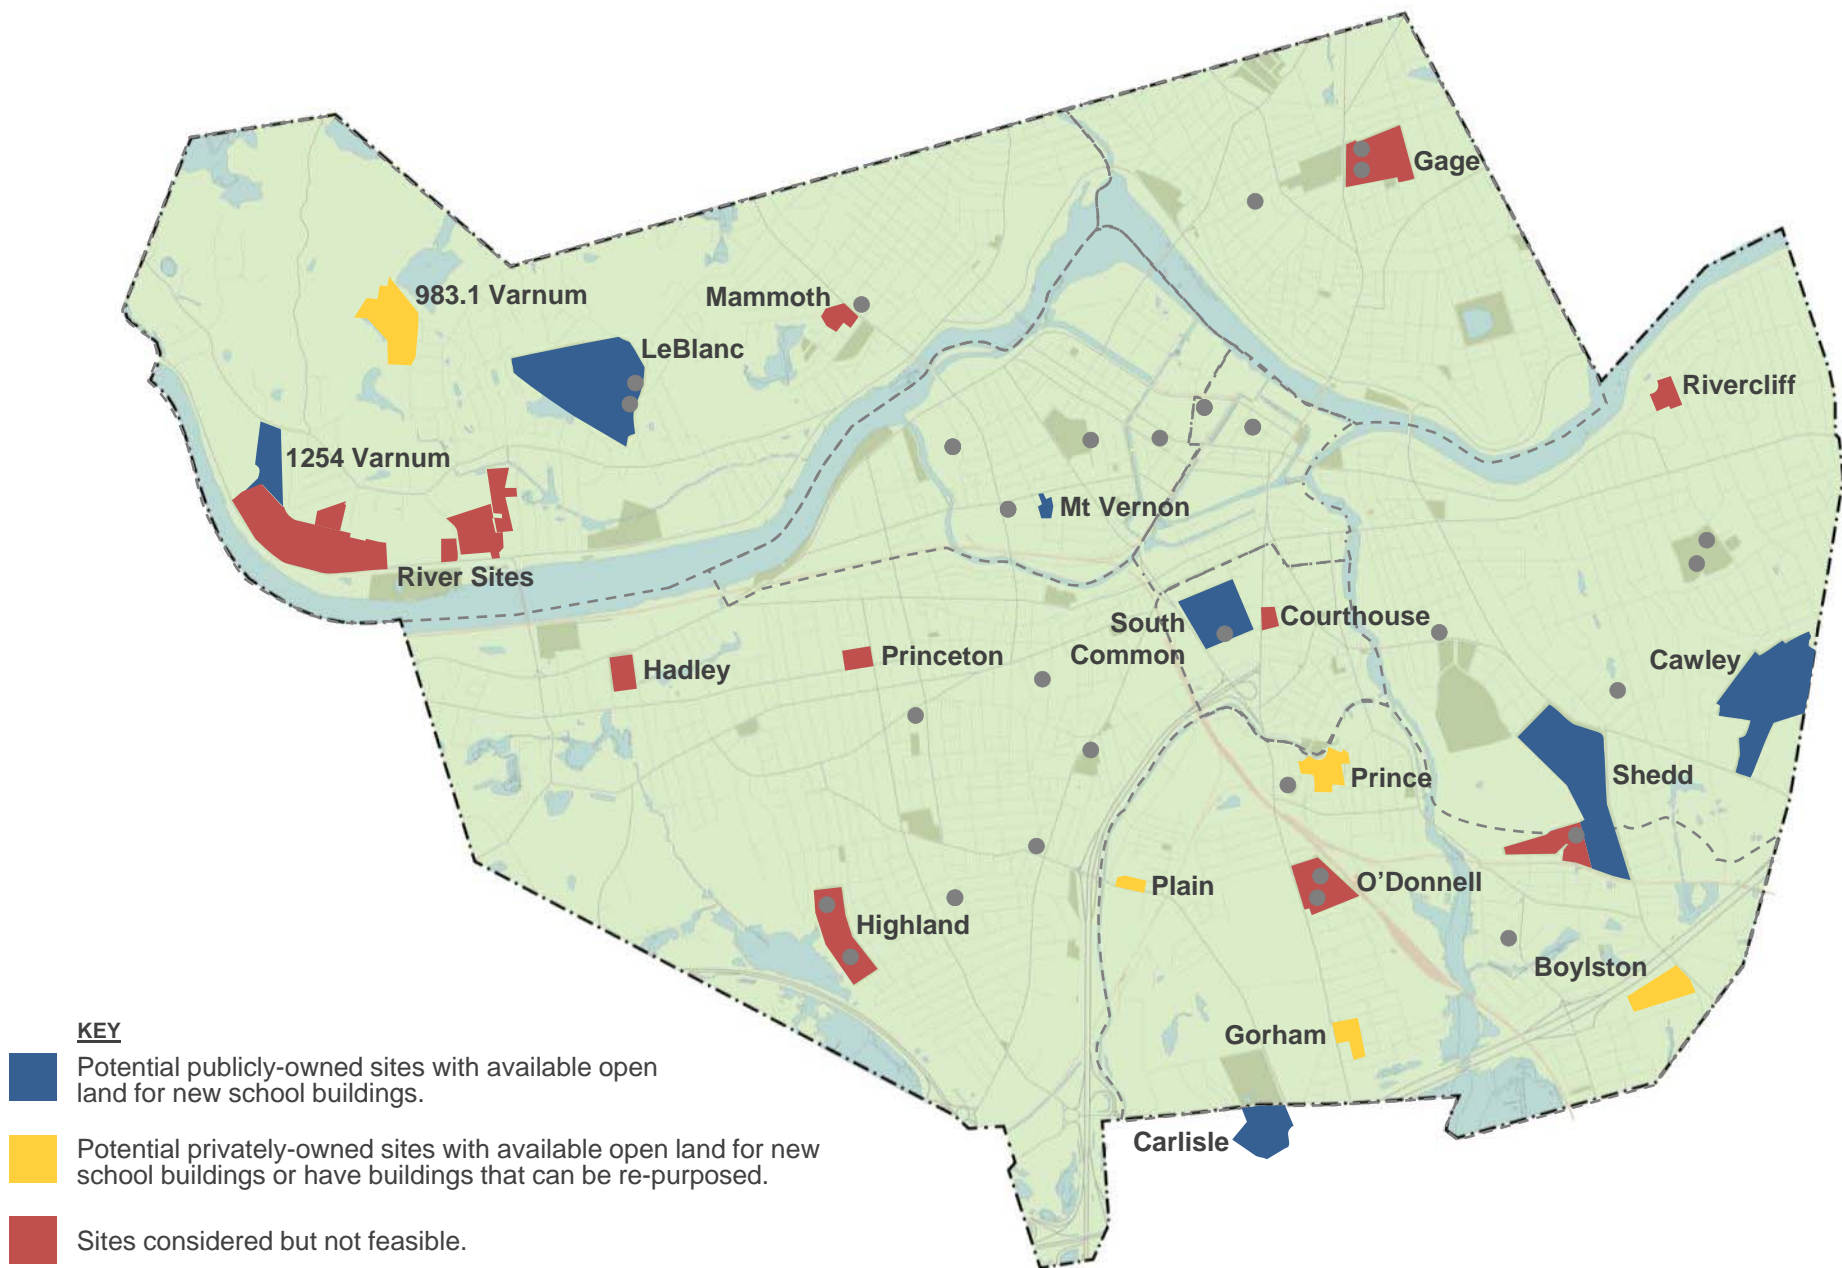 Gage
983.1 Varnum
Mammoth
LeBlanc
Rivercliff
1254 Varnum
Mt Vernon
River Sites
South
Common
Courthouse
Hadley
Princeton
Cawley
Prince
Shedd
Plain
O’Donnell
Highland
Boylston
Gorham
Carlisle
KEY
Potential publicly-owned sites with available open
land for new school buildings.
Potential privately-owned sites with available open land for new
school buildings or have buildings that can be re-purposed.
Sites considered but not feasible.